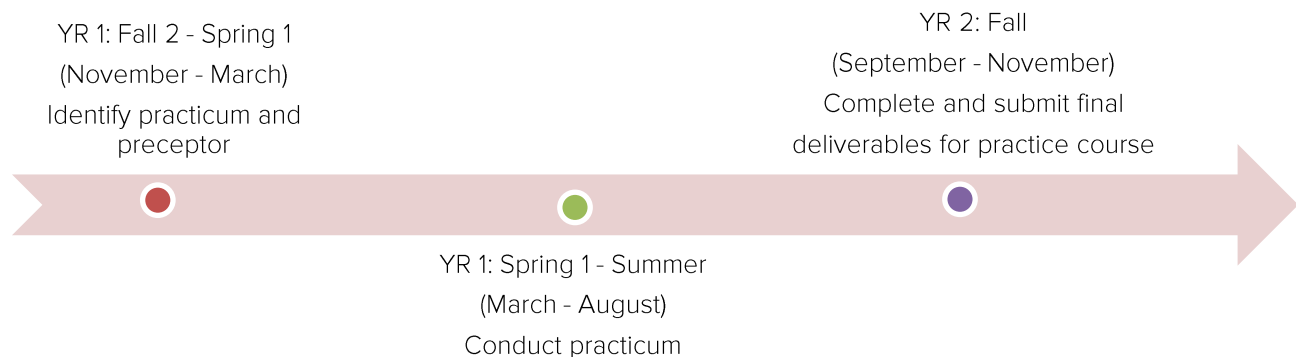 YR 1: Fall 2 - Spring 1
(November - March)
Identify practicum and
preceptor
YR 1: Spring 1 - Summer
(March - August)
Conduct practicum
YR 2: Fall
(September - November)
Complete and submit final
deliverables for practice course